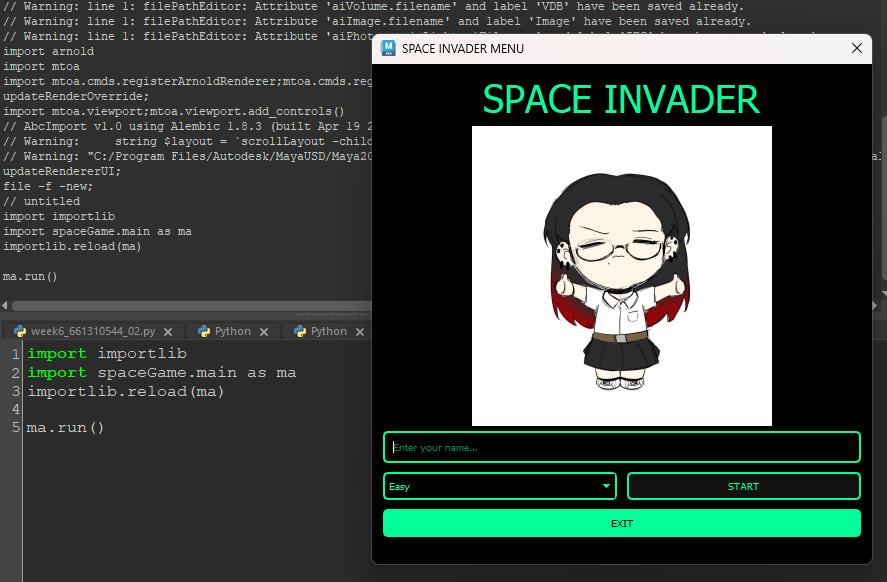 // Warning: line 1: filePathEditor: Attribute 'aiVolume.filename' and label 'VDB' have been saved already.
// Warning: line 1: filePathEditor: Attribute 'aiImage.filename' and label 'Image' have been saved already.
// Warning: line 1: filePathEditor: Attribute
import arnold
import mtoa
import mtoa.cmds.registerArnoldRenderer;mtoa.cmds.reg
updateRenderOverride;
import mtoa.viewport;mtoa.viewport.add_controls()
// AbcImport v1.0 using Alembic 1.8.3 (built Apr 19 2
// Warning: string $layout = `scrollLayout -child
// Warning: "C:/Program Files/Autodesk/MayaUSD/Maya20
updateRendererUI;
file -f -new;
// untitled
import importlib
import spaceGame.main as ma
importlib.reload(ma)
ma.run()
week6_661310544_02.py
Python
Python
1 import importlib
2 import spaceGame.main as ma
3 importlib.reload(ma)
4
5 ma.run()
M
SPACE INVADER MENU
SPACE INVADER
Enter your name...
Easy
START
EXIT